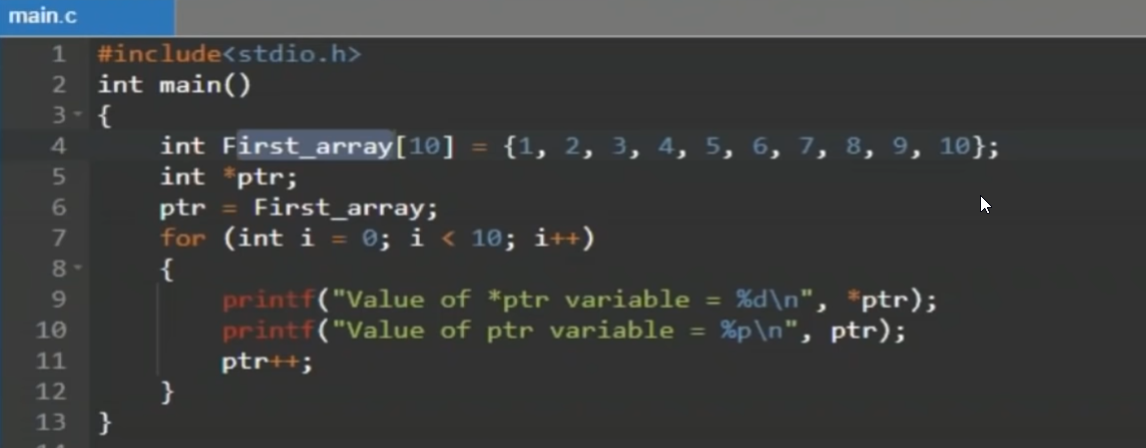 main.c
1 #include<stdio.h>
2 int main()
3 {
4     int First_array[10] = {1, 2, 3, 4, 5, 6, 7, 8, 9, 10};
5     int *ptr;
6     ptr = First_array;
7     for (int i = 0; i < 10; i++)
8     {
9         printf("Value of *ptr variable = %d\n", *ptr);
10         printf("Value of ptr variable = %p\n", ptr);
11         ptr++;
12     }
13 }